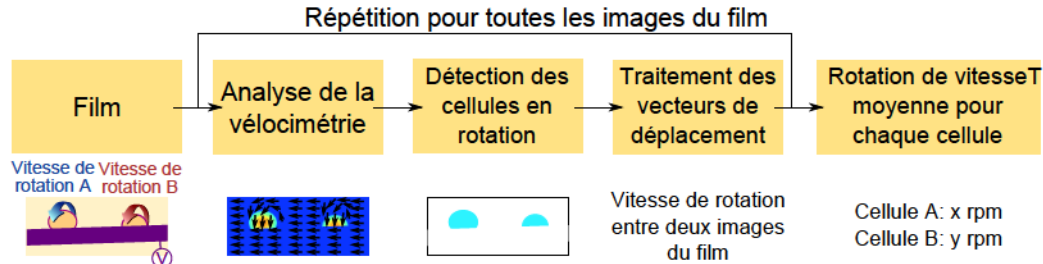 Répétition pour toutes les images du film
Film
Analyse de la
vélocimétrie
Détection des
cellules en
rotation
Traitement des
vecteurs de
déplacement
Rotation de vitesseT
moyenne pour
chaque cellule
Vitesse de
rotation A
Vitesse de
rotation B
V
Vitesse de rotation
entre deux images
du film
Cellule A: x rpm
Cellule B: y rpm